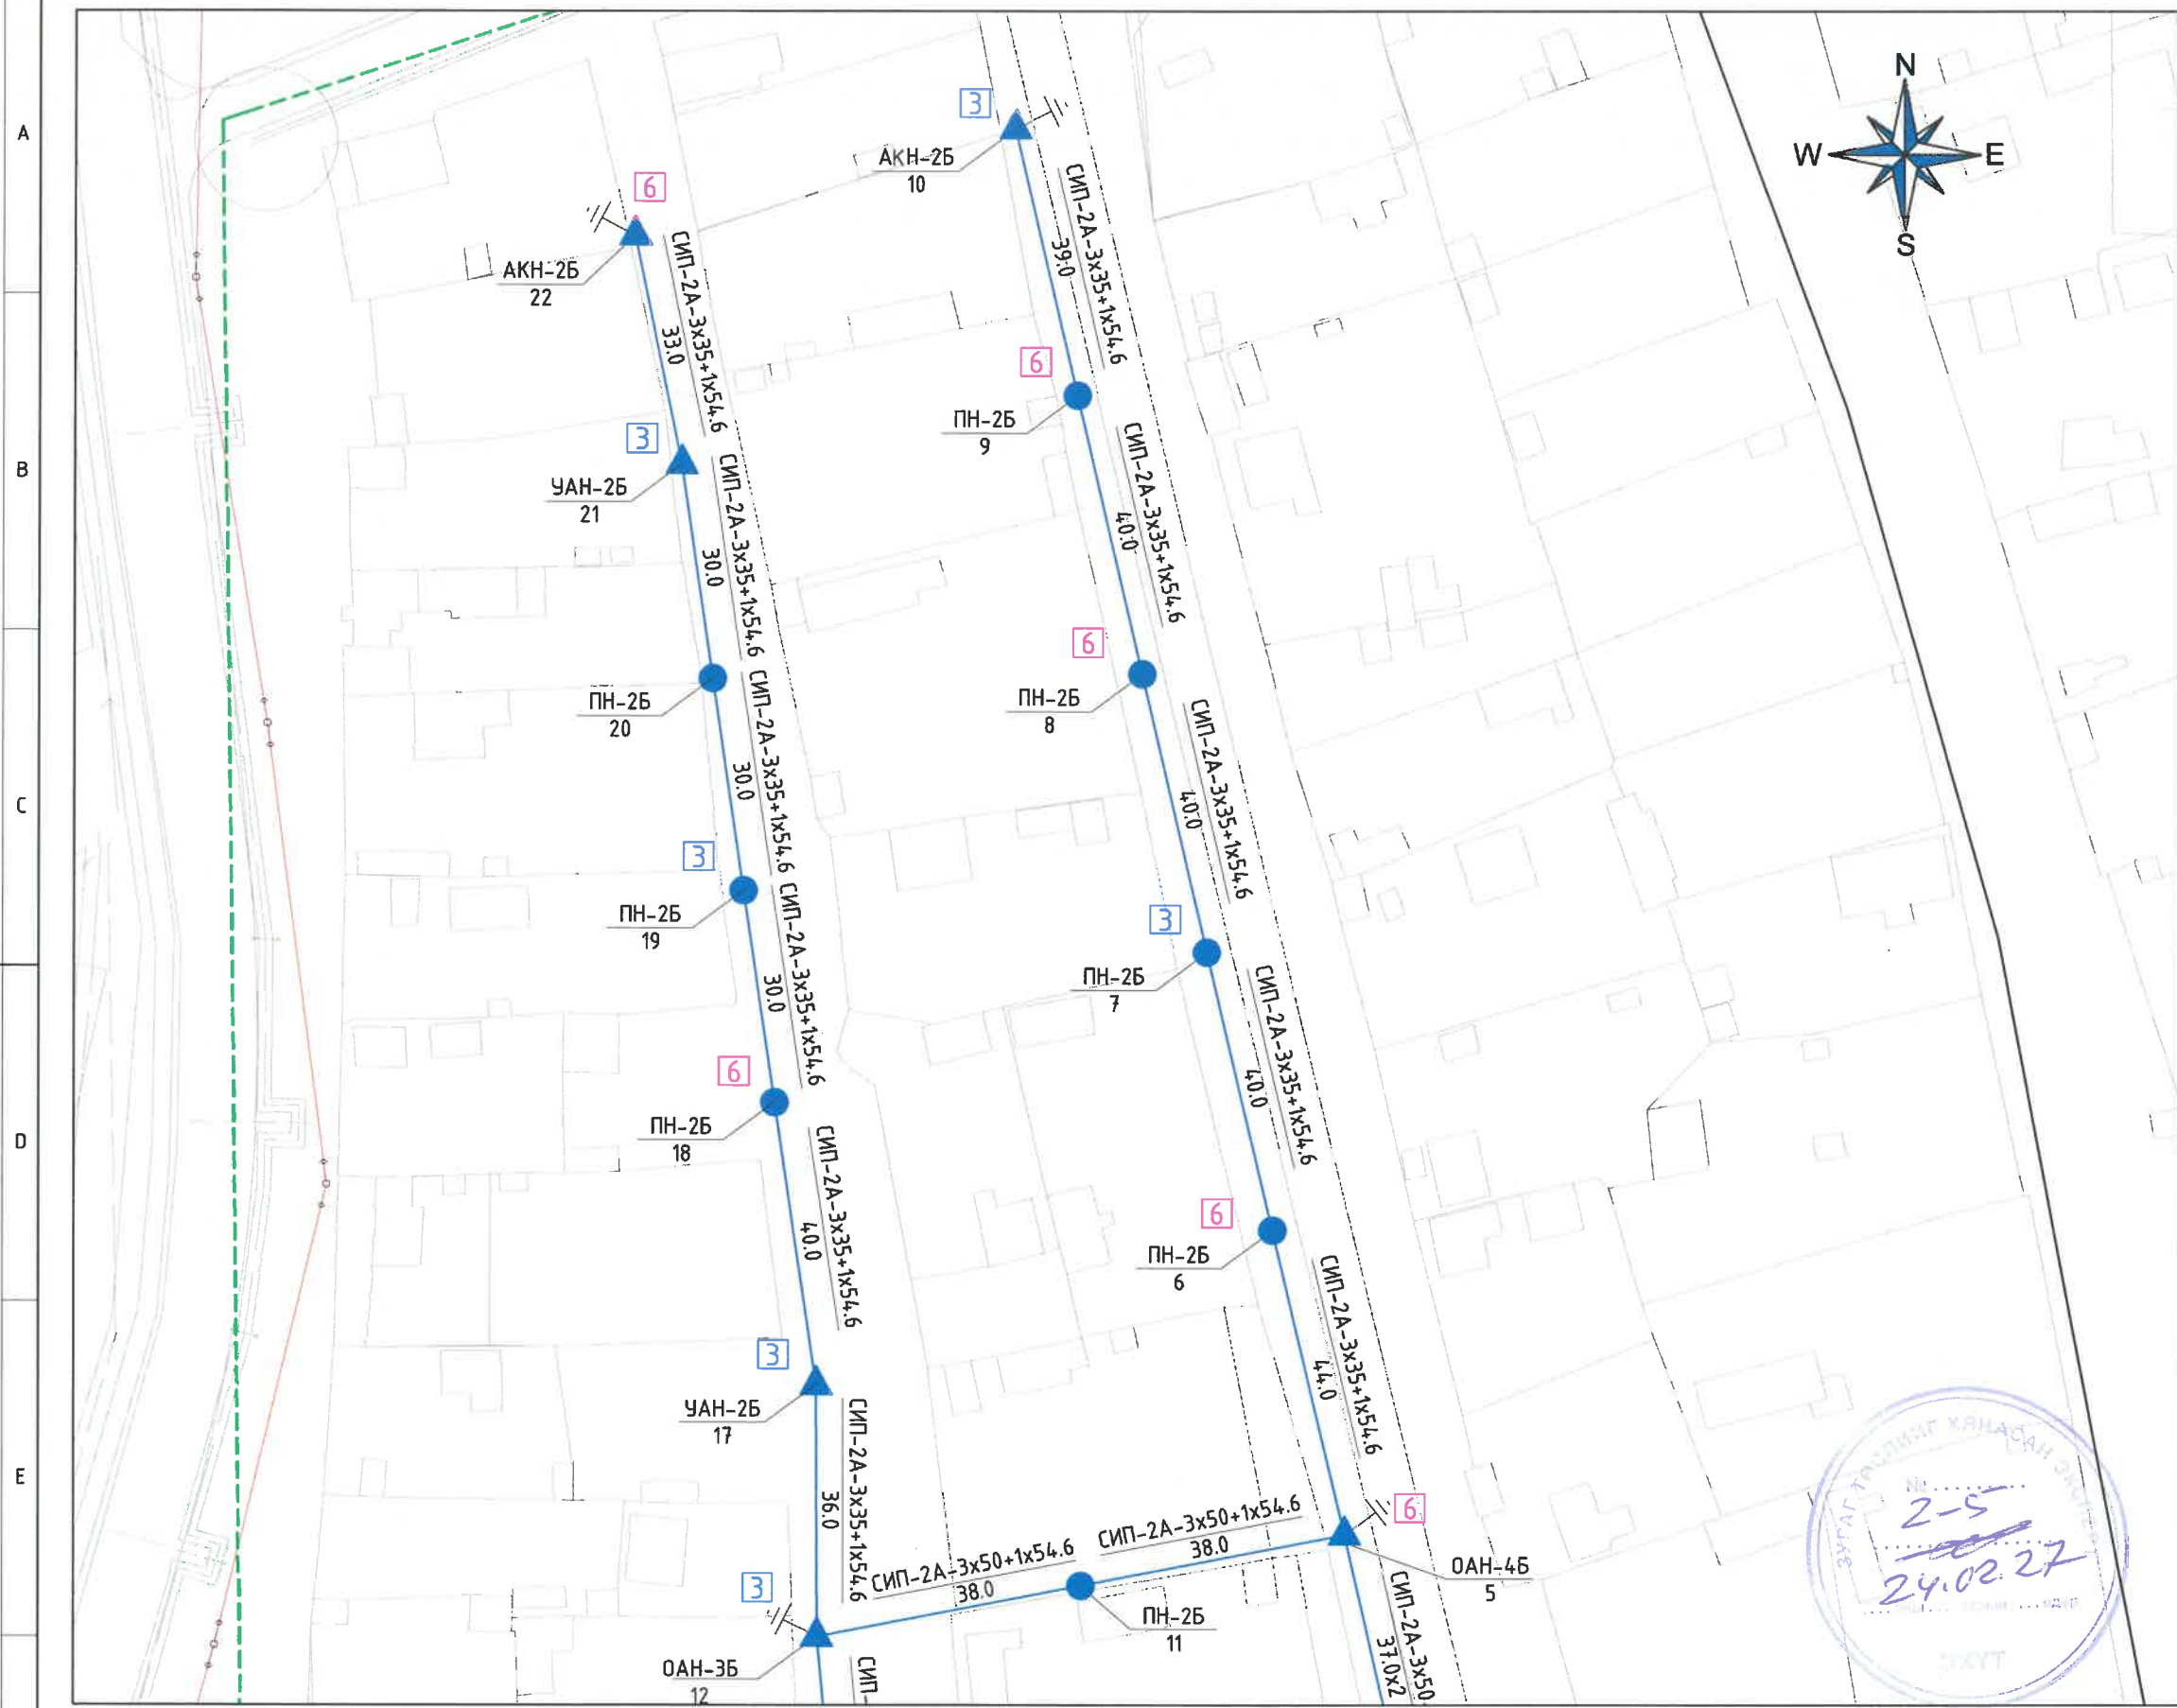 A
B
C
D
E
N
W
E
S
3
АКН-2Б
10
СИП-2А-3х35+1х54.6
39.0
6
АКН-2Б
22
СИП-2А-3х35+1х54.6
33.0
6
ПН-2Б
9
СИП-2А-3х35+1х54.6
40.0
3
УАН-2Б
21
СИП-2А-3х35+1х54.6
30.0
6
ПН-2Б
8
СИП-2А-3х35+1х54.6
40.0
ПН-2Б
20
СИП-2А-3х35+1х54.6
30.0
3
ПН-2Б
19
СИП-2А-3х35+1х54.6
30.0
3
ПН-2Б
7
СИП-2А-3х35+1х54.6
40.0
6
ПН-2Б
18
СИП-2А-3х35+1х54.6
40.0
6
ПН-2Б
6
СИП-2А-3х35+1х54.6
44.0
3
УАН-2Б
17
СИП-2А-3х35+1х54.6
36.0
6
ОАН-4Б
5
СИП-2А-3х50+1х54.6
38.0
СИП-2А-3х50+1х54.6
38.0
ПН-2Б
11
3
ОАН-3Б
12
СИП-
СИП-2А-3х50
37.0х2
ХЯНАСАН
№
2-5
24.02.27